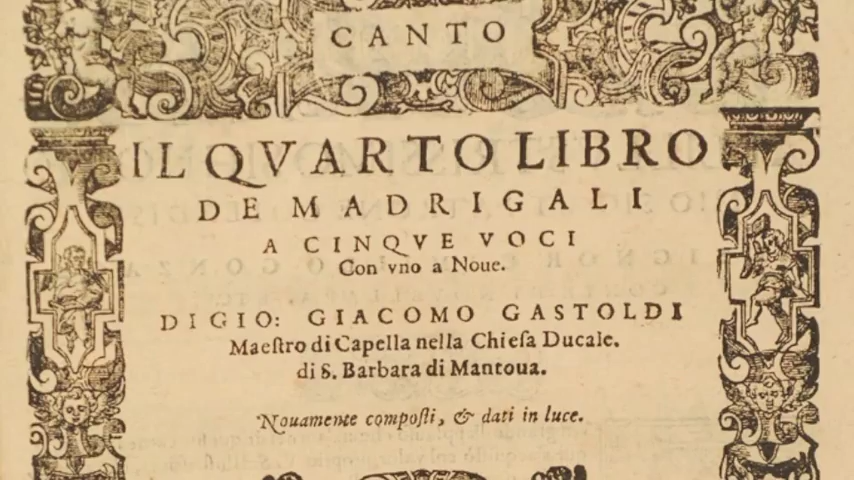 CANTO
IL QVARTO LIBRO
DE MADRIGALI
A CINQVE VOCI
Con vno a Noue.
DI GIO: GIACOMO GASTOLDI
Maeſtro di Capella nella Chieſa Ducale.
di S. Barbara di Mantoua.
Nouamente compoſti, & dati in luce.